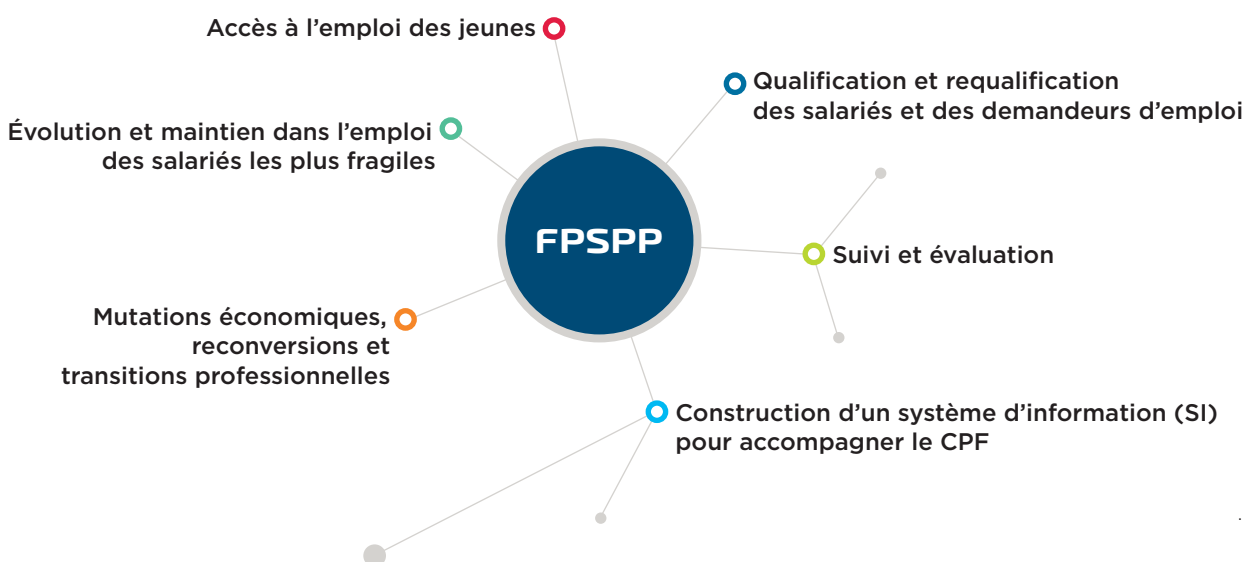 Accès à l'emploi des jeunes
Qualification et requalification
des salariés et des demandeurs d'emploi
Évolution et maintien dans l'emploi
des salariés les plus fragiles
FPSPP
Suivi et évaluation
Mutations économiques,
reconversions et
transitions professionnelles
Construction d'un système d'information (SI)
pour accompagner le CPF
.